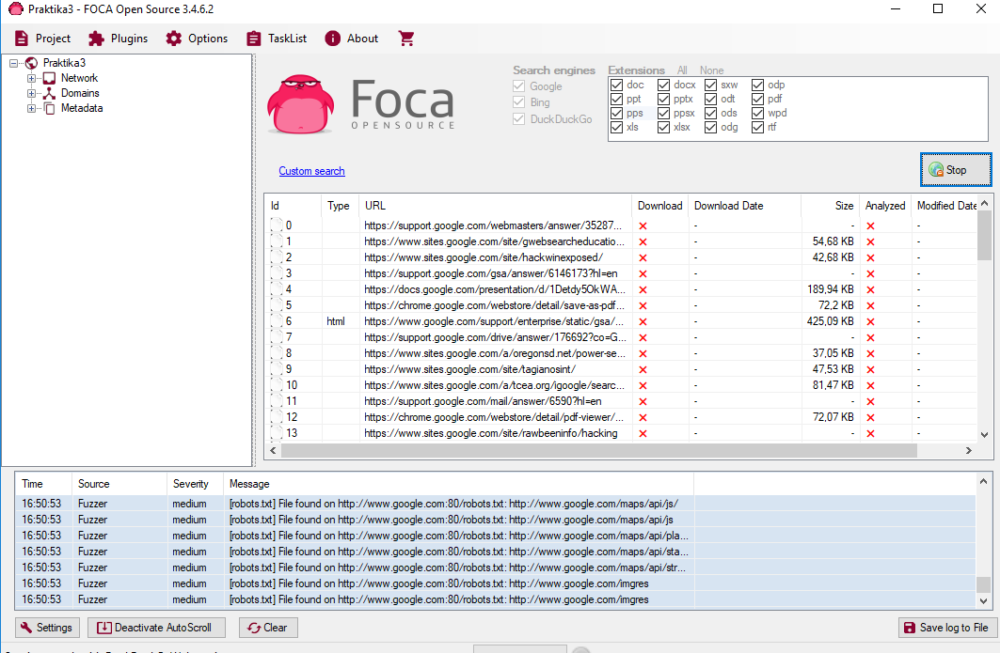 Praktika3 - FOCA Open Source 3.4.6.2
Project Plugins Options TaskList About
Praktika3
Network
Domains
Metadata
Foca
OPENSOURCE
Search engines
Google
Bing
DuckDuckGo
Extensions All None
doc docx sxw odp
ppt pptx odt pdf
pps ppsx ods wpd
xls xlsx odg rtf
Custom search
Stop
Id Type URL Download Download Date Size Analyzed Modified Date
0 https://support.google.com/webmasters/answer/35287... - - -
1 https://www.sites.google.com/site/gwebsearcheducatio... - 54,68 KB -
2 https://www.sites.google.com/site/hackwinexposed/ - 42,68 KB -
3 https://support.google.com/gsa/answer/6146173?hl=en - - -
4 https://docs.google.com/presentation/d/1Detdy5OkWA... - 189,94 KB -
5 https://chrome.google.com/webstore/detail/save-as-pdf... - 72,2 KB -
6 html https://www.google.com/support/enterprise/static/gsa/... - 425,09 KB -
7 https://support.google.com/drive/answer/176692?co=G... - - -
8 https://www.sites.google.com/a/oregonsd.net/power-se... - 37,05 KB -
9 https://www.sites.google.com/site/tagianosint/ - 47,53 KB -
10 https://www.sites.google.com/a/tcea.org/igoogle/searc... - 81,47 KB -
11 https://support.google.com/mail/answer/6590?hl=en - - -
12 https://chrome.google.com/webstore/detail/pdf-viewer/... - 72,07 KB -
13 https://www.sites.google.com/site/rawbeeninfo/hacking - - -
Time Source Severity Message
16:50:53 Fuzzer medium [robots.txt] File found on http://www.google.com:80/robots.txt: http://www.google.com/maps/api/js/
16:50:53 Fuzzer medium [robots.txt] File found on http://www.google.com:80/robots.txt: http://www.google.com/maps/api/js
16:50:53 Fuzzer medium [robots.txt] File found on http://www.google.com:80/robots.txt: http://www.google.com/maps/api/pla...
16:50:53 Fuzzer medium [robots.txt] File found on http://www.google.com:80/robots.txt: http://www.google.com/maps/api/sta...
16:50:53 Fuzzer medium [robots.txt] File found on http://www.google.com:80/robots.txt: http://www.google.com/maps/api/str...
16:50:53 Fuzzer medium [robots.txt] File found on http://www.google.com:80/robots.txt: http://www.google.com/imgres
16:50:53 Fuzzer medium [robots.txt] File found on http://www.google.com:80/robots.txt: http://www.google.com/imgres
Settings Deactivate AutoScroll Clear Save log to File